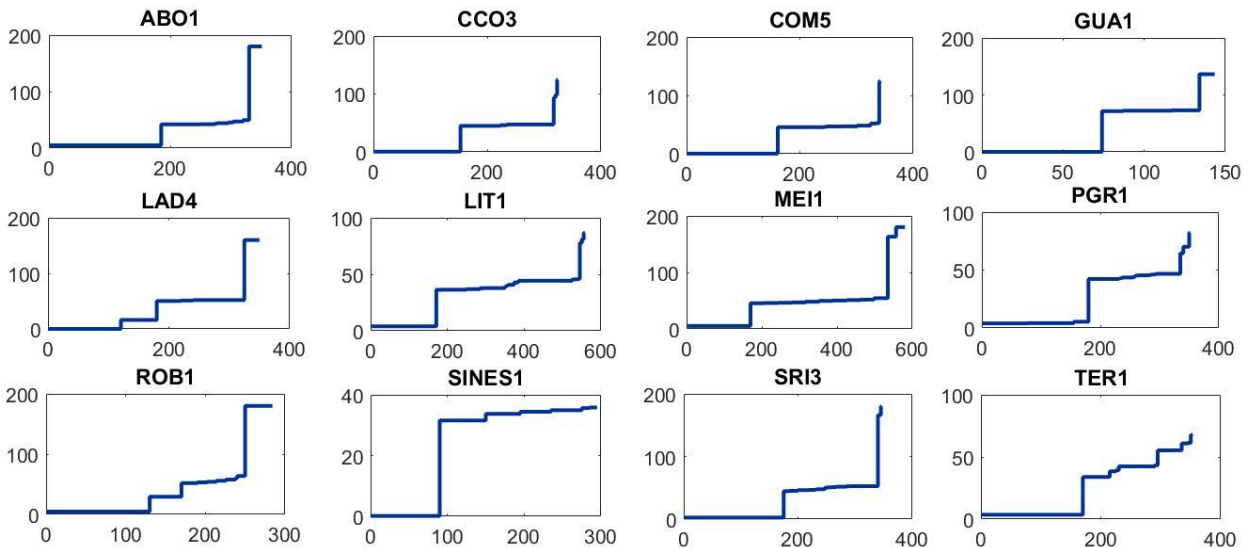 ABO1 CCO3 COM5 GUA1
200 200 200 200
100 100 100 100
0 0 0 0
0 200 400 0 200 400 0 200 400 0 50 100 150
LAD4 LIT1 MEI1 PGR1
200 100 200 100
100 50 100 50
0 0 0 0
0 200 400 0 200 400 600 0 200 400 600 0 200 400
ROB1 SINES1 SRI3 TER1
200 40 200 100
100 20 100 50
0 0 0 0
0 100 200 300 0 100 200 300 0 200 400 0 200 400